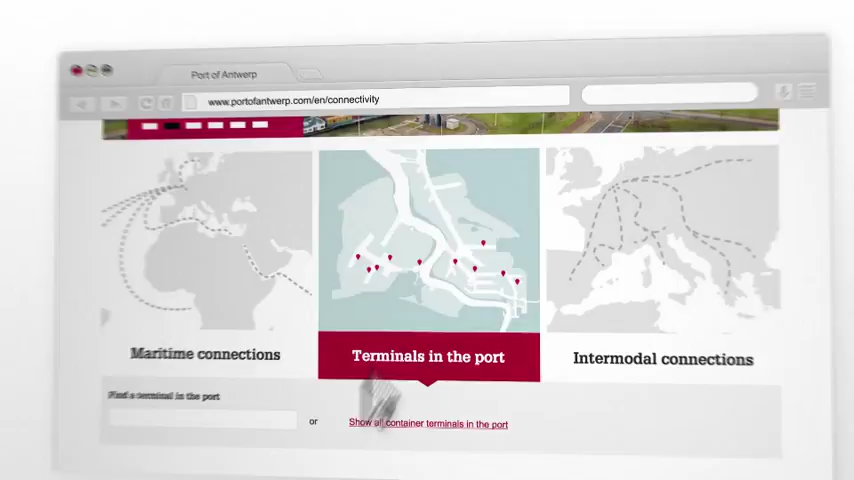 Port of Antwerp
www.portofantwerp.com/en/connectivity
Maritime connections
Terminals in the port
Intermodal connections
Find a terminal in the port
or
Show all container terminals in the port